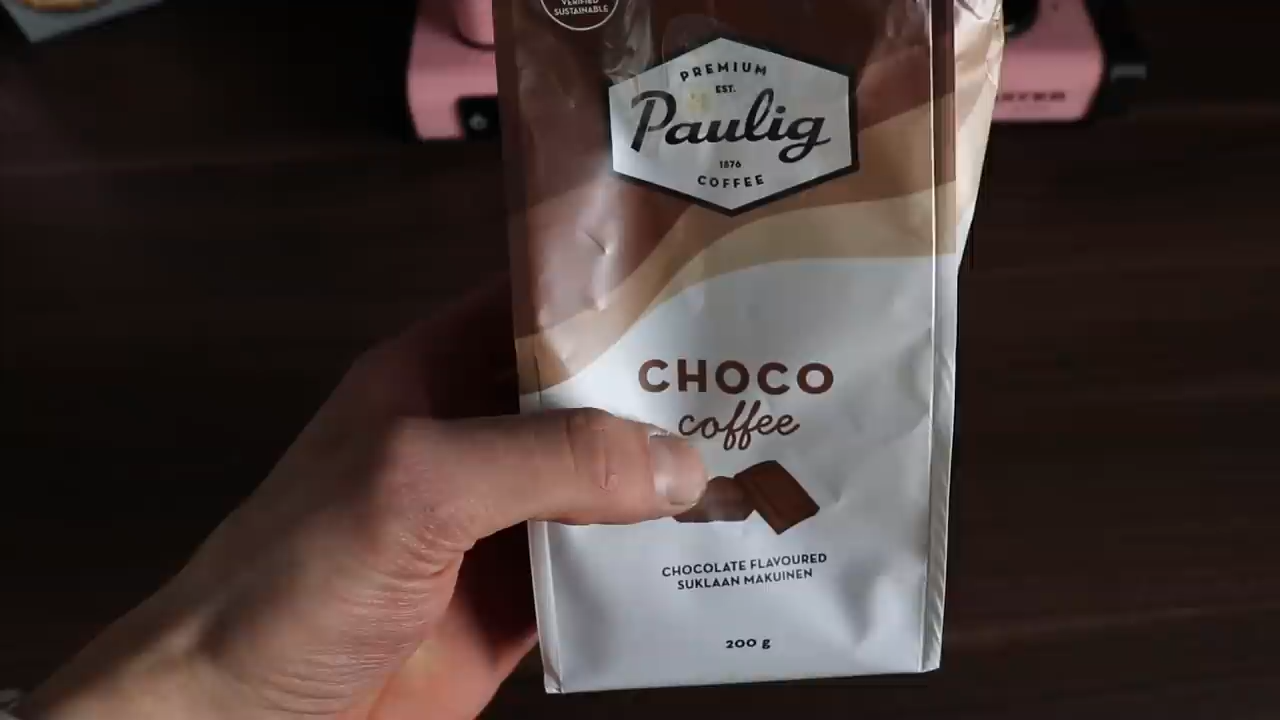 VERIFIED
SUSTAINABLE
PREMIUM
EST.
Paulig
1876
COFFEE
CHOCO
coffee
CHOCOLATE FLAVOURED
SUKLAAN MAKUINEN
200 g